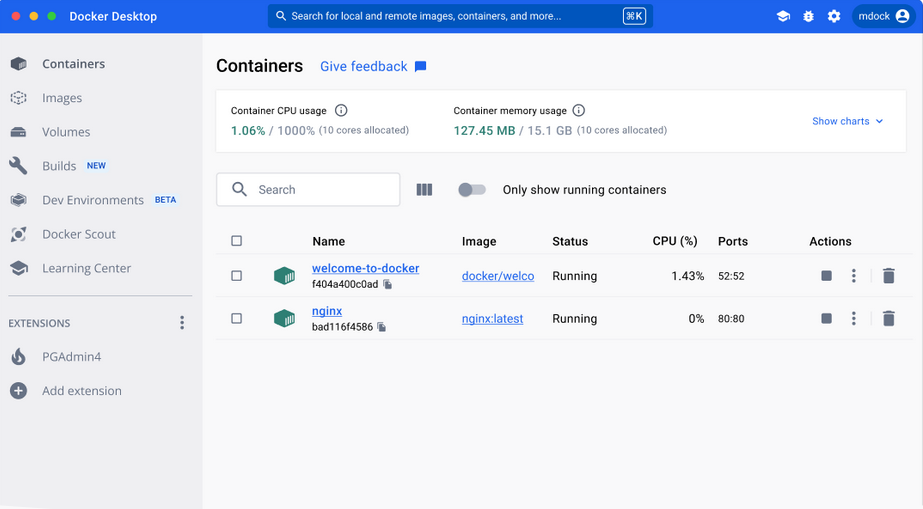 Docker Desktop
Search for local and remote images, containers, and more...
⌘K
mdock
Containers
Images
Volumes
Builds NEW
Dev Environments BETA
Docker Scout
Learning Center
EXTENSIONS
PGAdmin4
Add extension
Containers Give feedback
Container CPU usage
1.06% / 1000% (10 cores allocated)
Container memory usage
127.45 MB / 15.1 GB (10 cores allocated)
Show charts
Search
Only show running containers
Name Image Status CPU (%) Ports Actions
welcome-to-docker docker/welco Running 1.43% 52:52
f404a400c0ad
nginx nginx:latest Running 0% 80:80
bad116f4586